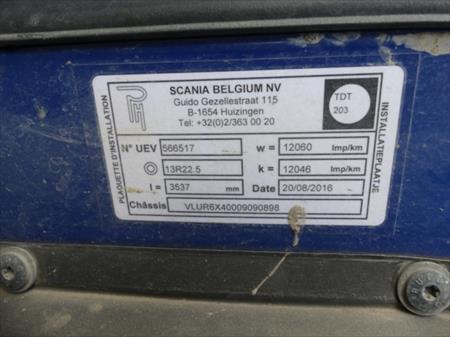 PLAQUETTE D'INSTALLATION
SCANIA BELGIUM NV
Guido Gezellestraat 115
B-1654 Huizingen
Tel: +32(0)2/363 00 20
TDT
203
INSTALLATIEPLAATJE
N° UEV 566517 w = 12060 Imp/km
13R22.5 k = 12046 Imp/km
l = 3537 mm Date 20/08/2016
Châssis VLUR6X40009090898